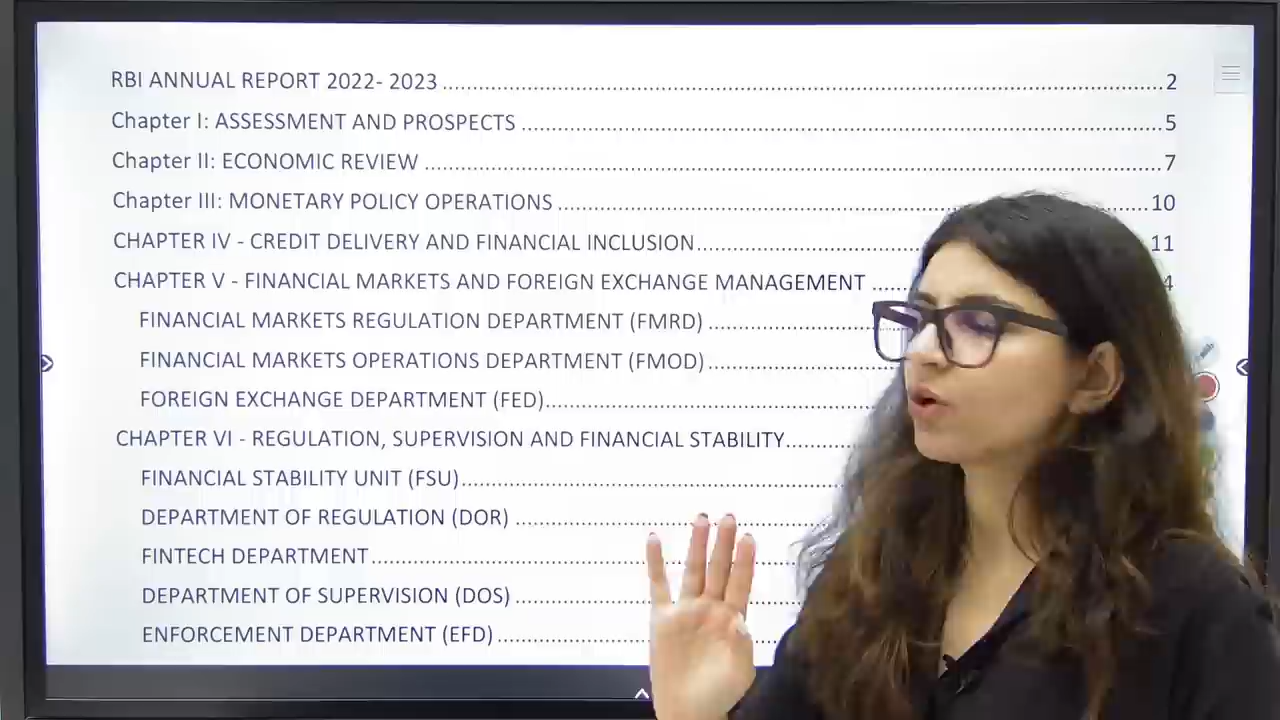 RBI ANNUAL REPORT 2022- 2023 ........ 2
Chapter I: ASSESSMENT AND PROSPECTS ........ 5
Chapter II: ECONOMIC REVIEW ........ 7
Chapter III: MONETARY POLICY OPERATIONS ........ 10
CHAPTER IV - CREDIT DELIVERY AND FINANCIAL INCLUSION ........ 11
CHAPTER V - FINANCIAL MARKETS AND FOREIGN EXCHANGE MANAGEMENT ........
FINANCIAL MARKETS REGULATION DEPARTMENT (FMRD) ........
FINANCIAL MARKETS OPERATIONS DEPARTMENT (FMOD) ........
FOREIGN EXCHANGE DEPARTMENT (FED) ........
CHAPTER VI - REGULATION, SUPERVISION AND FINANCIAL STABILITY ........
FINANCIAL STABILITY UNIT (FSU) ........
DEPARTMENT OF REGULATION (DOR) ........
FINTECH DEPARTMENT ........
DEPARTMENT OF SUPERVISION (DOS) ........
ENFORCEMENT DEPARTMENT (EFD) ........